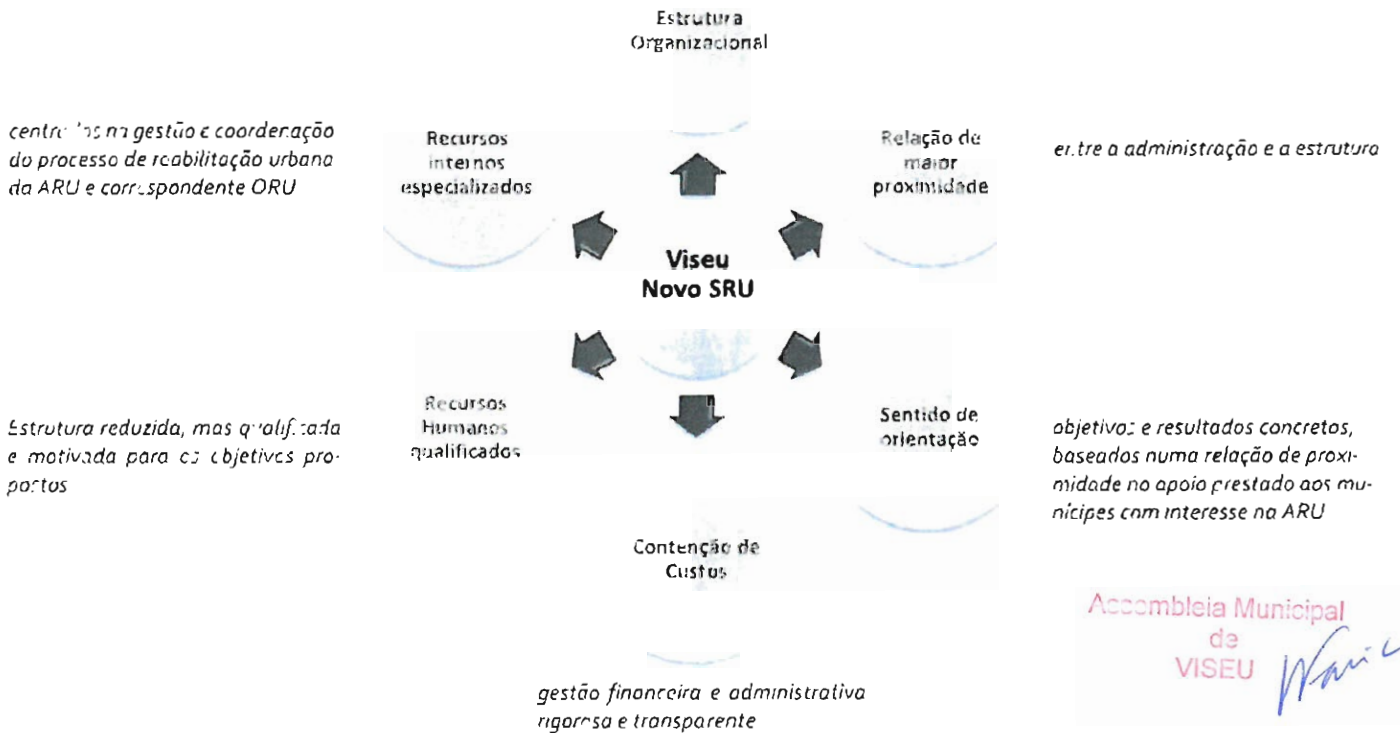 Estrutura
Organizacional
na gestão e coordenação
do processo de reabilitação urbana
da ARU e correspondente ORU
Recursos
internos
especializados
Relação de
maior
proximidade
entre a administração e a estrutura
Viseu
Novo SRU
Estrutura reduzida, mas qualificada
e motivada para os objetivos pro-
postos
Recursos
Humanos
qualificados
Sentido de
orientação
objetivos e resultados concretos,
baseados numa relação de proxi-
midade no apoio prestado aos mu-
nícipes com interesse na ARU
Contenção de
Custos
gestão financeira e administrativa
rigorosa e transparente
Assembleia Municipal
de
VISEU